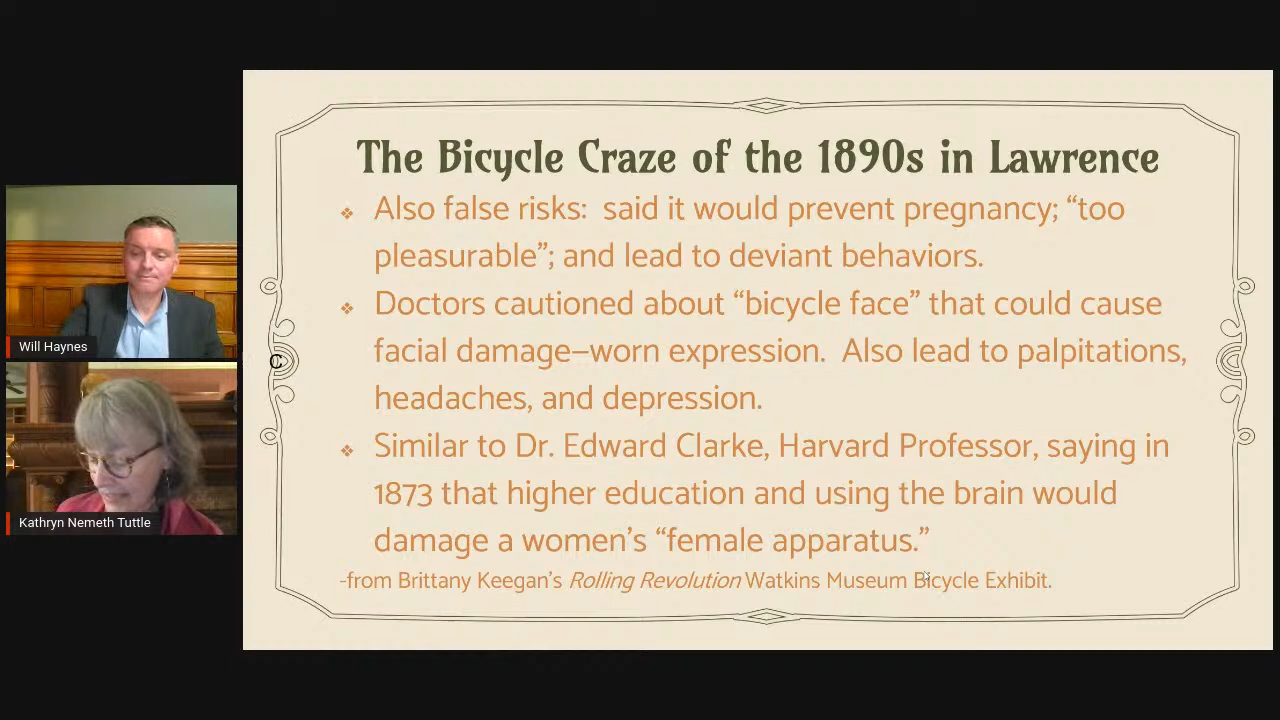 The Bicycle Craze of the 1890s in Lawrence
Also false risks: said it would prevent pregnancy; “too
pleasurable”; and lead to deviant behaviors.
Doctors cautioned about “bicycle face” that could cause
facial damage—worn expression. Also lead to palpitations,
headaches, and depression.
Similar to Dr. Edward Clarke, Harvard Professor, saying in
1873 that higher education and using the brain would
damage a women’s “female apparatus.”
-from Brittany Keegan’s Rolling Revolution Watkins Museum Bicycle Exhibit.
Will Haynes
C
Kathryn Nemeth Tuttle